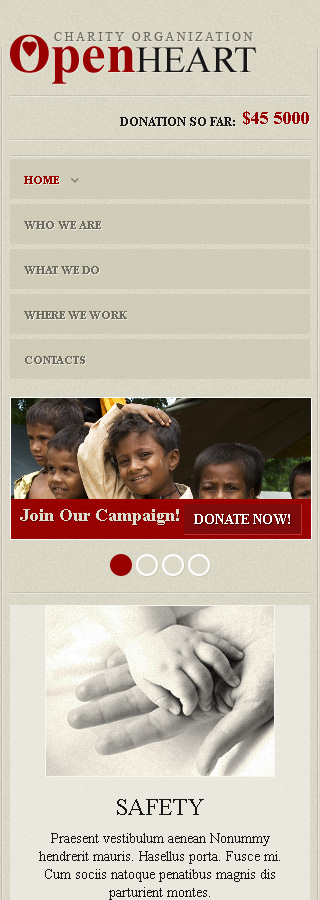 CHARITY ORGANIZATION
OpenHEART
DONATION SO FAR: $45 5000
HOME
WHO WE ARE
WHAT WE DO
WHERE WE WORK
CONTACTS
Join Our Campaign! DONATE NOW!
SAFETY
Praesent vestibulum aenean Nonummy
hendrerit mauris. Hasellus porta. Fusce mi.
Cum sociis natoque penatibus magnis dis
parturient montes.